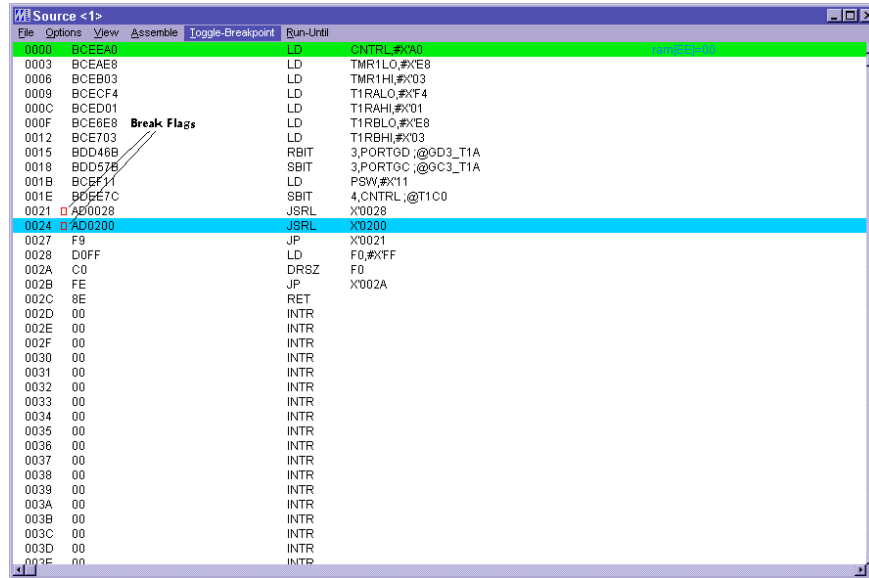 Source <1>
File Options View Assemble Toggle-Breakpoint Run-Until
0000 BCEEA0 LD CNTRL,#X'A0 ram[EE]=00
0003 BCEAE8 LD TMR1LO,#X'E8
0006 BCEB03 LD TMR1HI,#X'03
0009 BCECF4 LD T1RALO,#X'F4
000C BCED01 LD T1RAHI,#X'01
000F BCE6E8 Break Flags LD T1RBLO,#X'E8
0012 BCE703 LD T1RBHI,#X'03
0015 BDD46B RBIT 3,PORTGD ;@GD3_T1A
0018 BDD57B SBIT 3,PORTGC ;@GC3_T1A
001B BCEF11 LD PSW,#X'11
001E BDEE7C SBIT 4,CNTRL ;@T1C0
0021 AD0028 JSRL X'0028
0024 AD0200 JSRL X'0200
0027 F9 JP X'0021
0028 D0FF LD F0,#X'FF
002A C0 DRSZ F0
002B FE JP X'002A
002C 8E RET
002D 00 INTR
002E 00 INTR
002F 00 INTR
0030 00 INTR
0031 00 INTR
0032 00 INTR
0033 00 INTR
0034 00 INTR
0035 00 INTR
0036 00 INTR
0037 00 INTR
0038 00 INTR
0039 00 INTR
003A 00 INTR
003B 00 INTR
003C 00 INTR
003D 00 INTR
003E 00 INTR